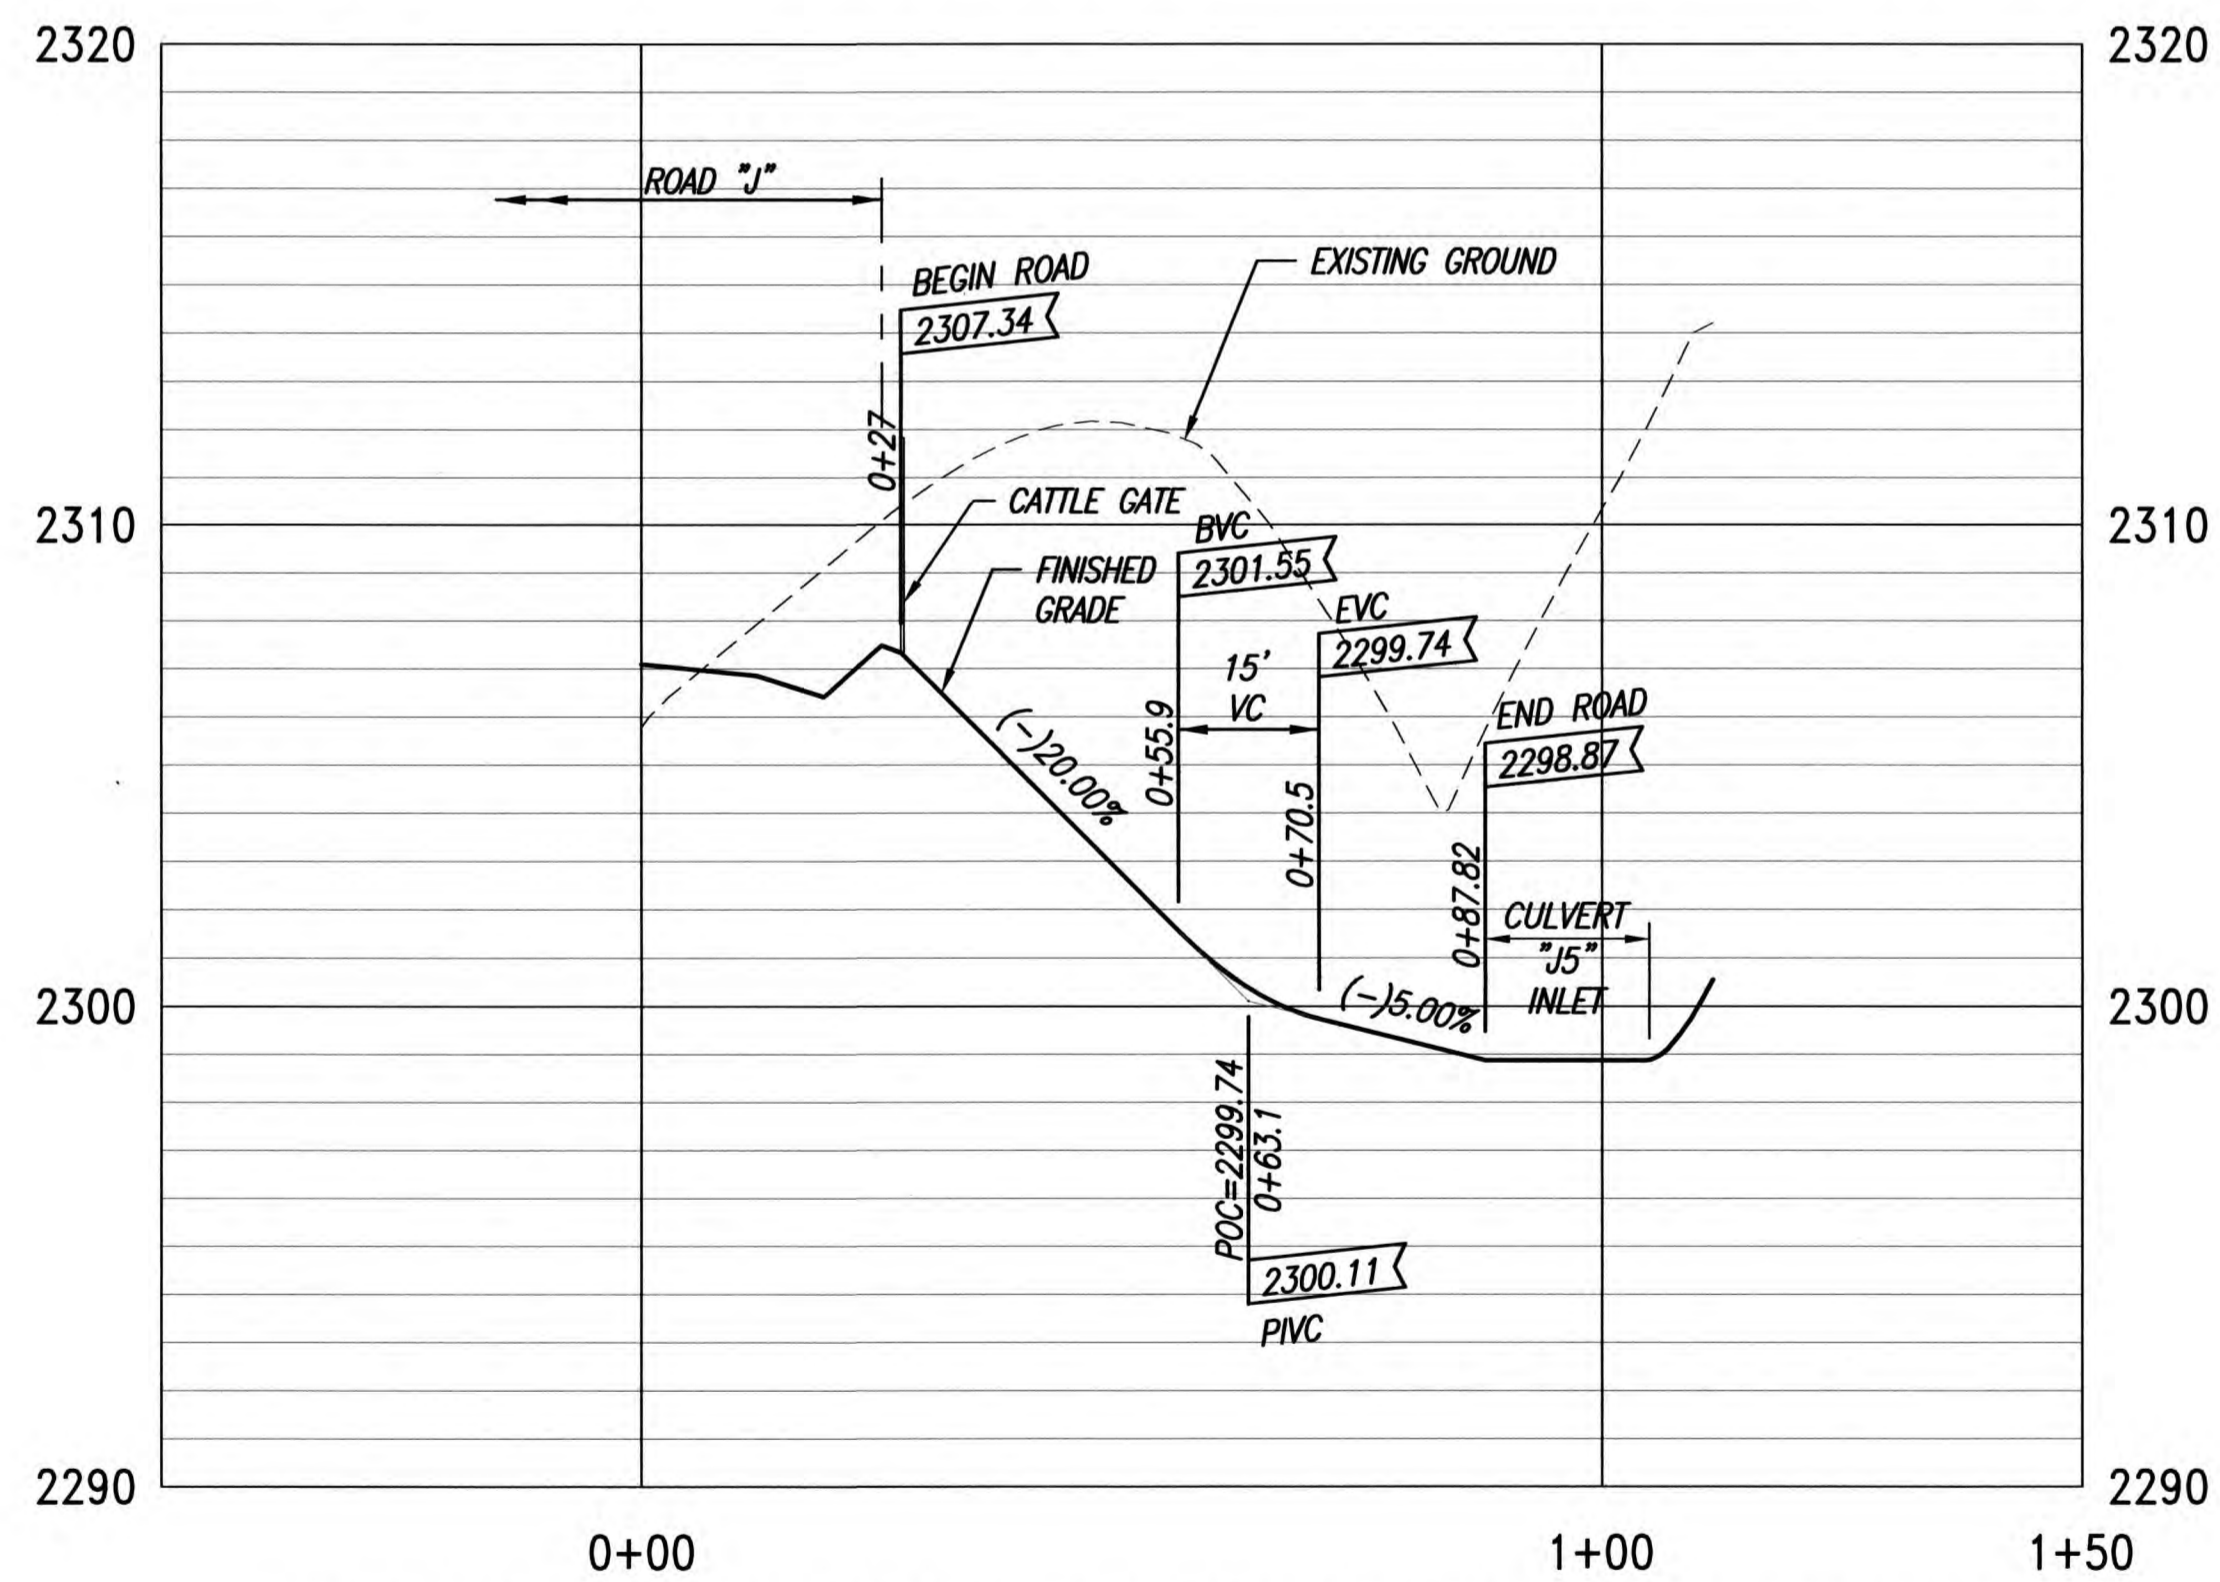 2320
2320
ROAD "J"
EXISTING GROUND
BEGIN ROAD
2307.34
0+27
CATTLE GATE
2310
2310
BVC
2301.55
FINISHED
GRADE
EVC
2299.74
15'
VC
END ROAD
2298.87
(-)20.00%
0+55.9
0+70.5
0+87.82
CULVERT
"J5"
INLET
2300
(-)5.00%
2300
POC=2299.74
0+63.1
2300.11
PIVC
2290
2290
0+00
1+00
1+50